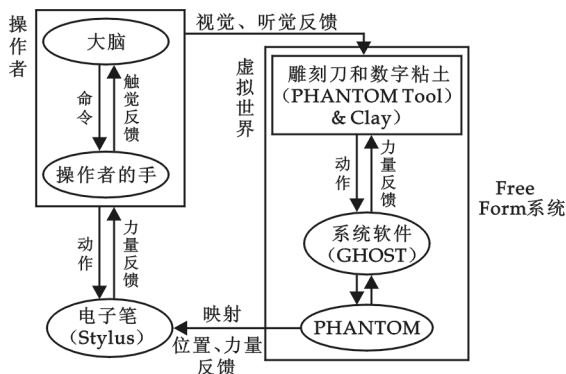 操作者
大脑
命令
触觉反馈
操作者的手
动作
力量反馈
电子笔
(Stylus)
视觉、听觉反馈
虚拟世界
雕刻刀和数字粘土
(PHANTOM Tool)
& Clay)
动作
力量反馈
系统软件
(GHOST)
PHANTOM
映射
位置、力量
反馈
Free
Form系统